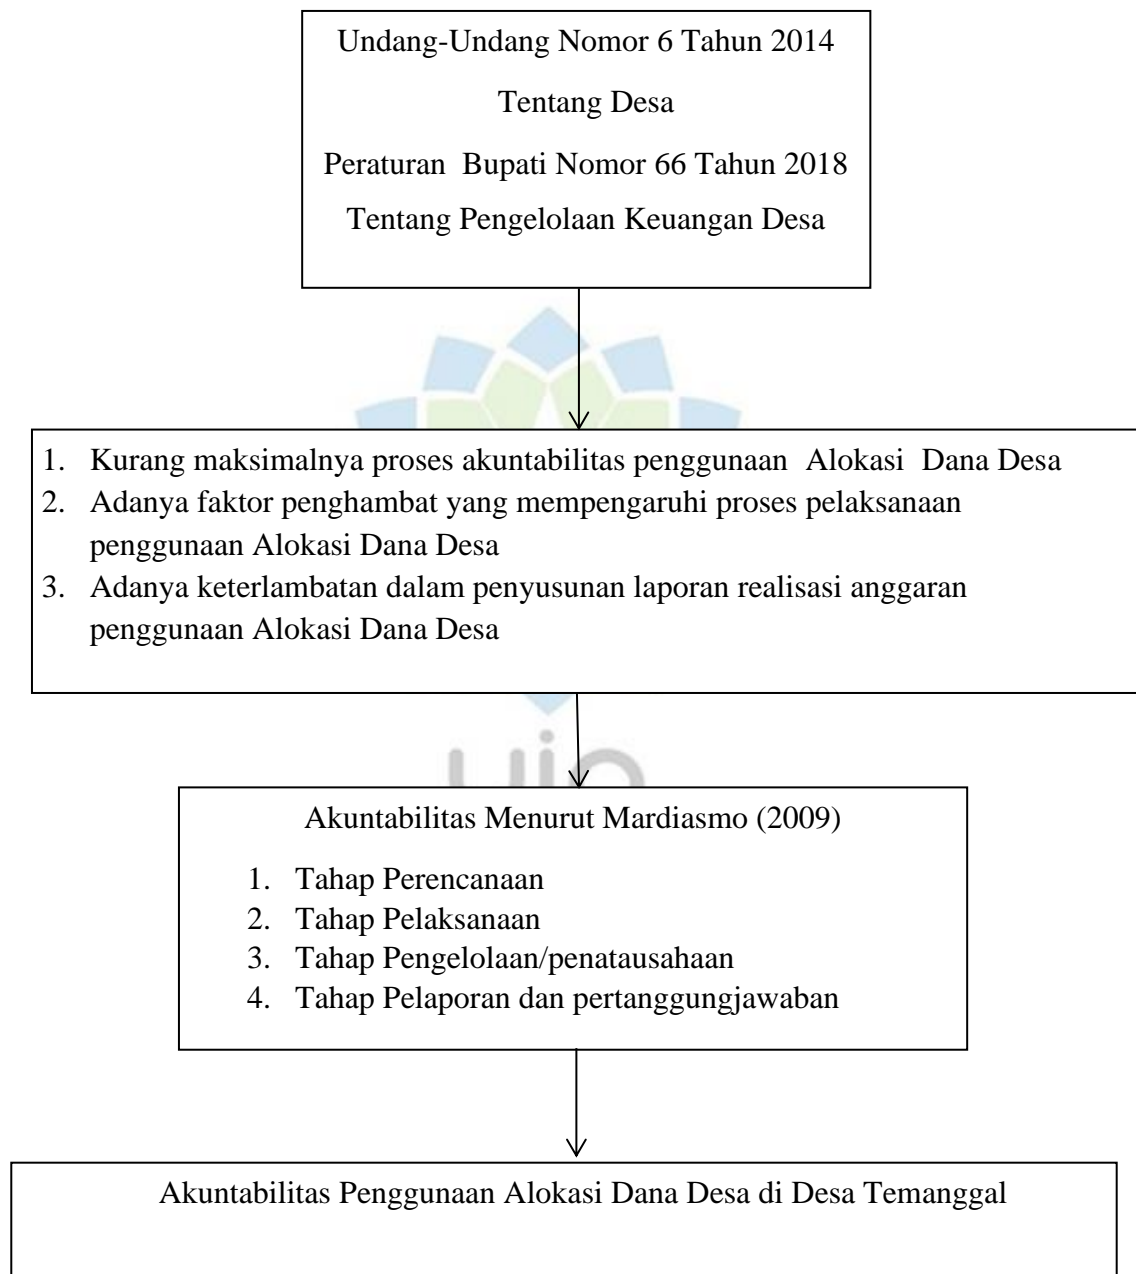 Undang-Undang Nomor 6 Tahun 2014
Tentang Desa
Peraturan Bupati Nomor 66 Tahun 2018
Tentang Pengelolaan Keuangan Desa
1. Kurang maksimalnya proses akuntabilitas penggunaan Alokasi Dana Desa
2. Adanya faktor penghambat yang mempengaruhi proses pelaksanaan
penggunaan Alokasi Dana Desa
3. Adanya keterlambatan dalam penyusunan laporan realisasi anggaran
penggunaan Alokasi Dana Desa
uin
Akuntabilitas Menurut Mardiasmo (2009)
1. Tahap Perencanaan
2. Tahap Pelaksanaan
3. Tahap Pengelolaan/penatausahaan
4. Tahap Pelaporan dan pertanggungjawaban
Akuntabilitas Penggunaan Alokasi Dana Desa di Desa Temanggal